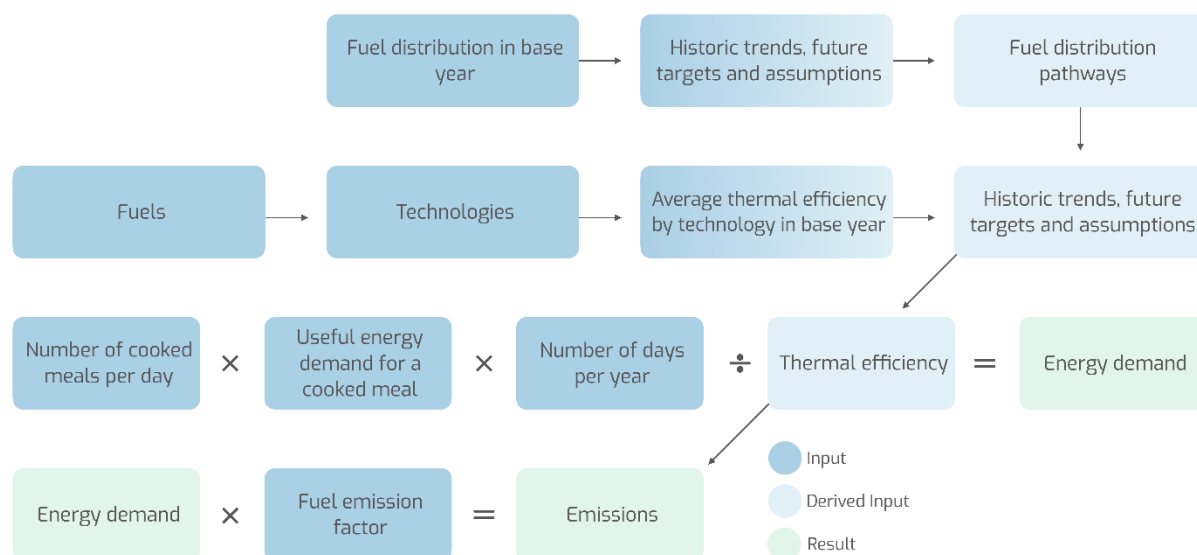 Fuel distribution in base
year
Historic trends, future
targets and assumptions
Fuel distribution
pathways
Fuels
Technologies
Average thermal efficiency
by technology in base year
Historic trends, future
targets and assumptions
Number of cooked
meals per day
×
Useful energy
demand for a
cooked meal
×
Number of days
per year
÷
Thermal efficiency
=
Energy demand
Energy demand
×
Fuel emission
factor
=
Emissions
Input
Derived Input
Result